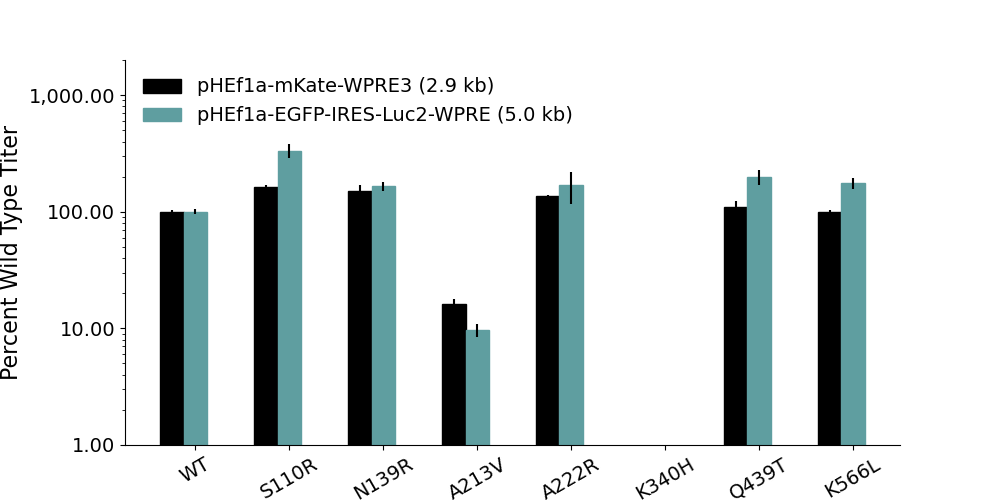 pHEf1a-mKate-WPRE3 (2.9 kb)
pHEf1a-EGFP-IRES-Luc2-WPRE (5.0 kb)
Percent Wild Type Titer
1,000.00
100.00
10.00
1.00
WT
S110R
N139R
A213V
A222R
K340H
Q439T
K566L